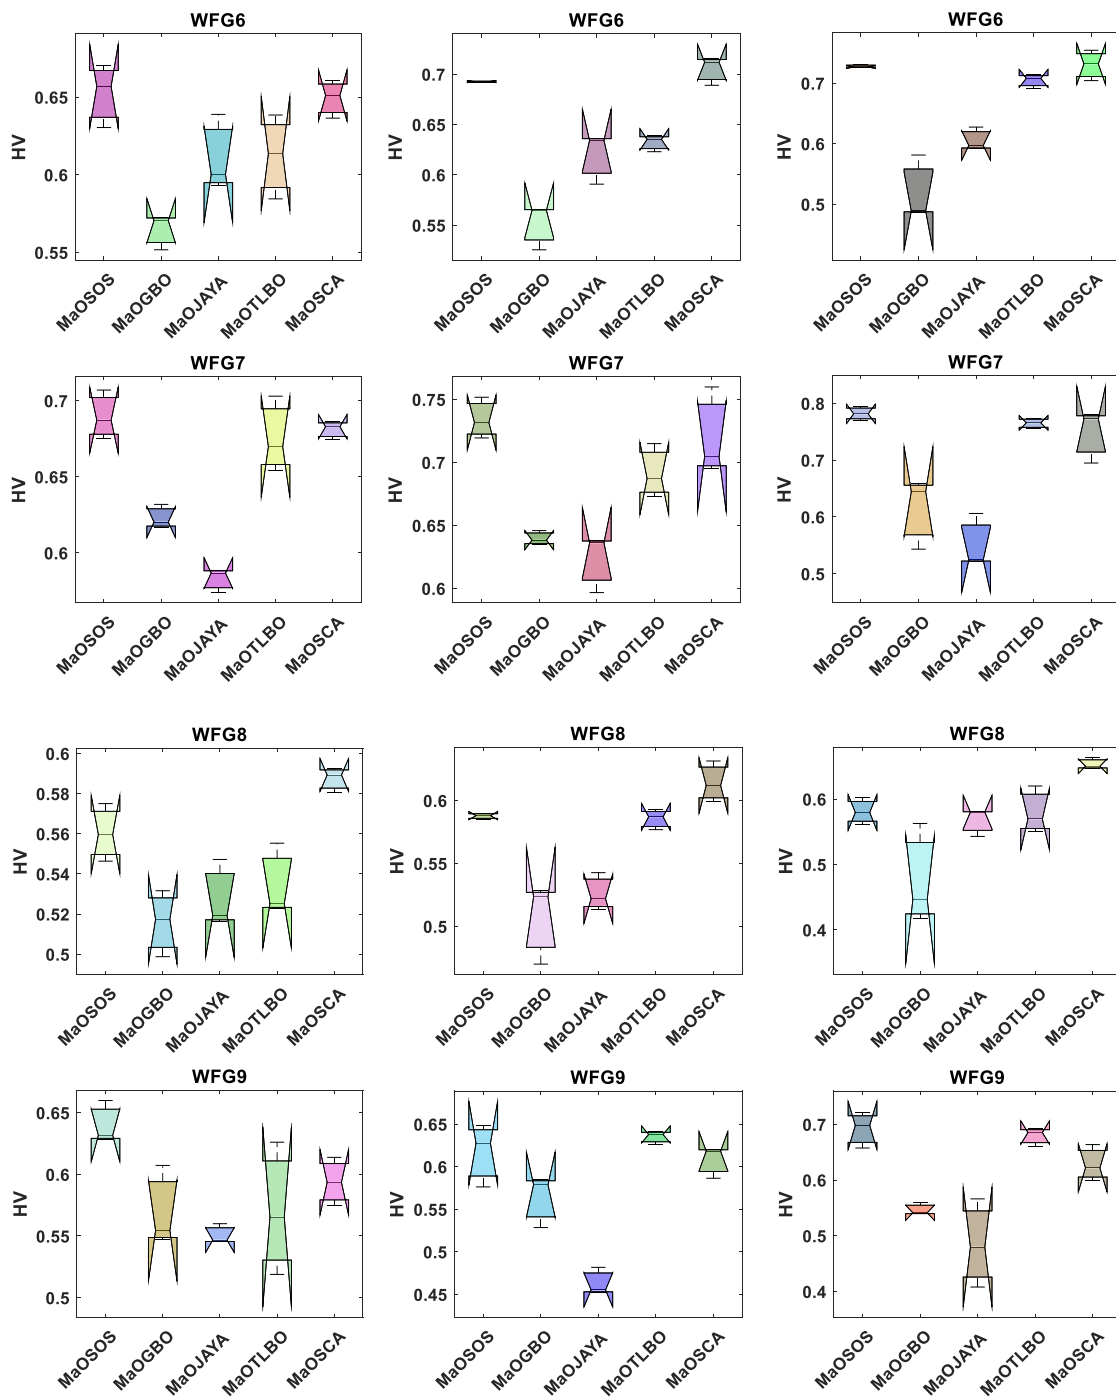 WFG6 WFG6 WFG6
HV 0.65 0.6 0.55
HV 0.7 0.65 0.6 0.55
HV 0.7 0.6 0.5
MaOSOS MaOGBO MaOJAYA MaOTLBO MaOSCA
MaOSOS MaOGBO MaOJAYA MaOTLBO MaOSCA
MaOSOS MaOGBO MaOJAYA MaOTLBO MaOSCA
WFG7 WFG7 WFG7
HV 0.7 0.65 0.6
HV 0.75 0.7 0.65 0.6
HV 0.8 0.7 0.6 0.5
MaOSOS MaOGBO MaOJAYA MaOTLBO MaOSCA
MaOSOS MaOGBO MaOJAYA MaOTLBO MaOSCA
MaOSOS MaOGBO MaOJAYA MaOTLBO MaOSCA
WFG8 WFG8 WFG8
HV 0.6 0.58 0.56 0.54 0.52 0.5
HV 0.6 0.55 0.5
HV 0.6 0.5 0.4
MaOSOS MaOGBO MaOJAYA MaOTLBO MaOSCA
MaOSOS MaOGBO MaOJAYA MaOTLBO MaOSCA
MaOSOS MaOGBO MaOJAYA MaOTLBO MaOSCA
WFG9 WFG9 WFG9
HV 0.65 0.6 0.55 0.5
HV 0.65 0.6 0.55 0.5 0.45
HV 0.7 0.6 0.5 0.4
MaOSOS MaOGBO MaOJAYA MaOTLBO MaOSCA
MaOSOS MaOGBO MaOJAYA MaOTLBO MaOSCA
MaOSOS MaOGBO MaOJAYA MaOTLBO MaOSCA